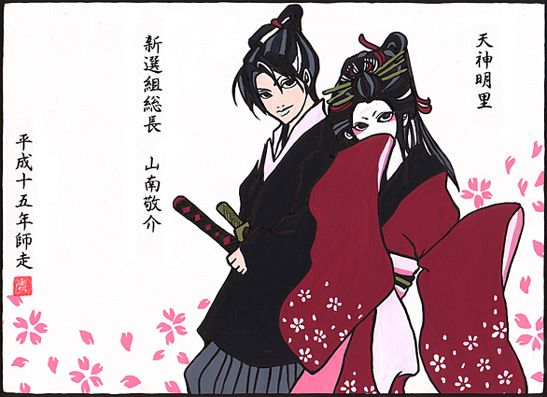 天神明里
新選組総長 山南敬介
平成十五年師走